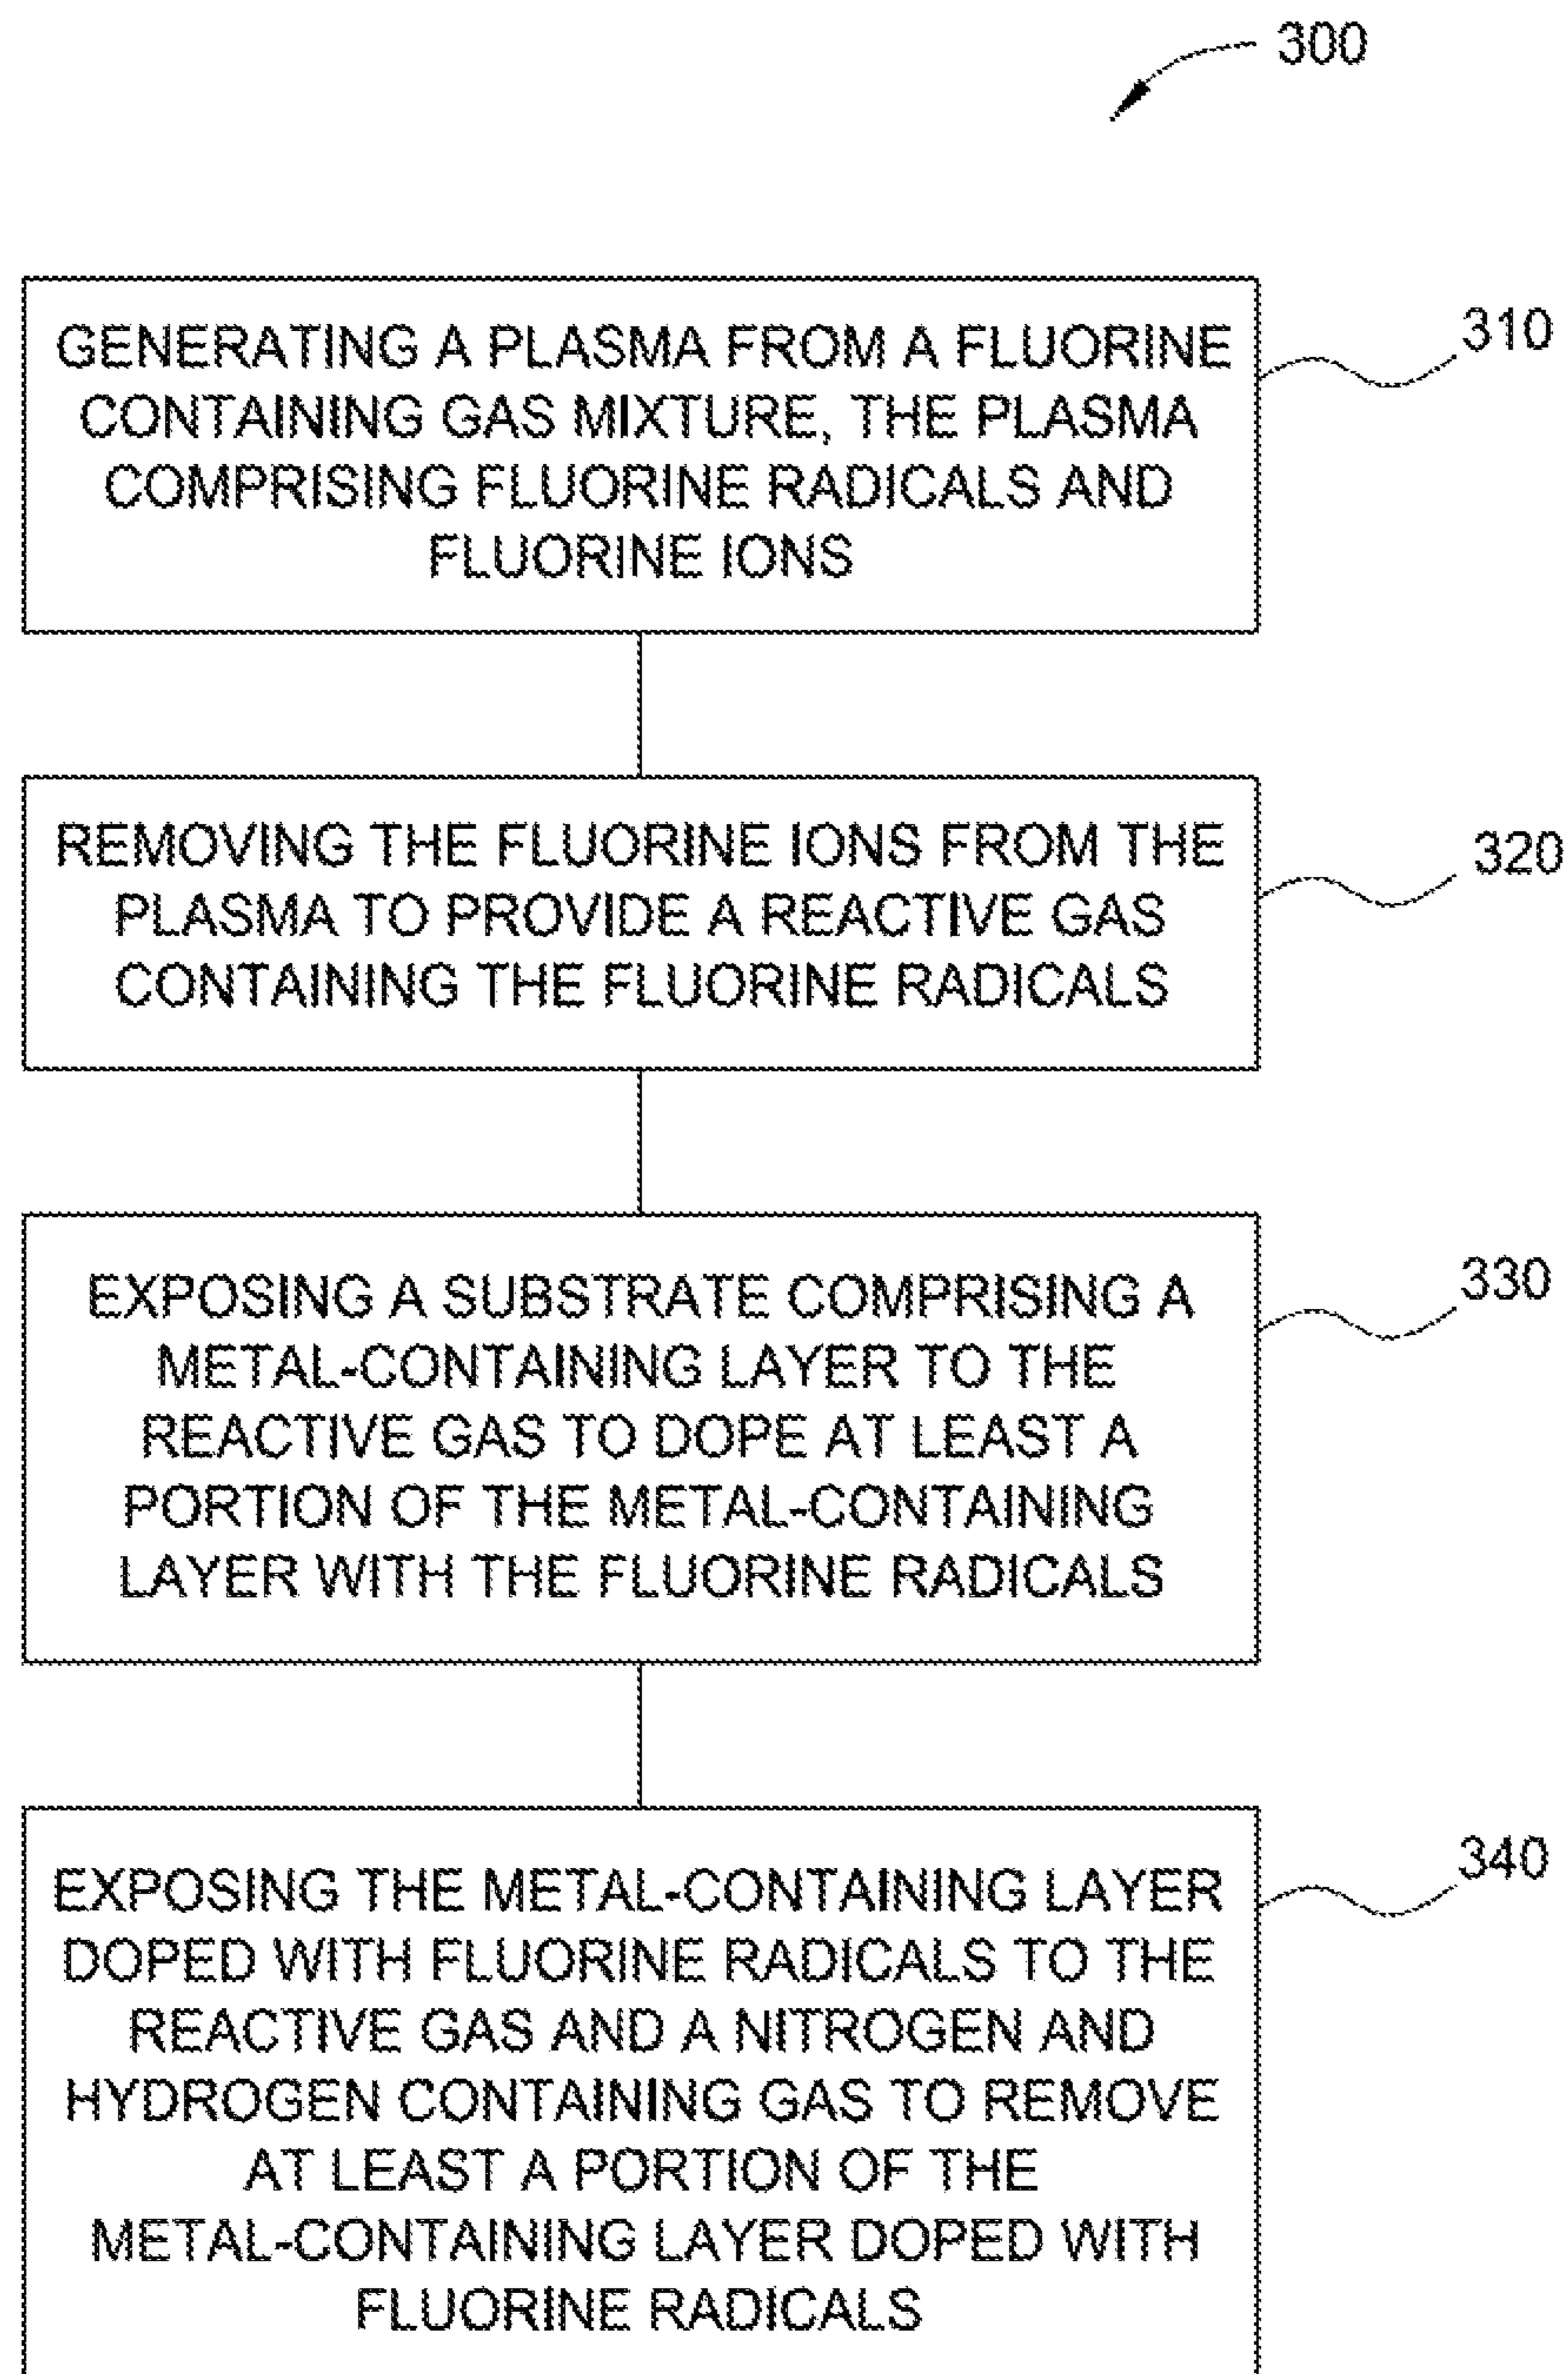 300
GENERATING A PLASMA FROM A FLUORINE
CONTAINING GAS MIXTURE, THE PLASMA
COMPRISING FLUORINE RADICALS AND
FLUORINE IONS
310
REMOVING THE FLUORINE IONS FROM THE
PLASMA TO PROVIDE A REACTIVE GAS
CONTAINING THE FLUORINE RADICALS
320
EXPOSING A SUBSTRATE COMPRISING A
METAL-CONTAINING LAYER TO THE
REACTIVE GAS TO DOPE AT LEAST A
PORTION OF THE METAL-CONTAINING
LAYER WITH THE FLUORINE RADICALS
330
EXPOSING THE METAL-CONTAINING LAYER
DOPED WITH FLUORINE RADICALS TO THE
REACTIVE GAS AND A NITROGEN AND
HYDROGEN CONTAINING GAS TO REMOVE
AT LEAST A PORTION OF THE
METAL-CONTAINING LAYER DOPED WITH
FLUORINE RADICALS
340